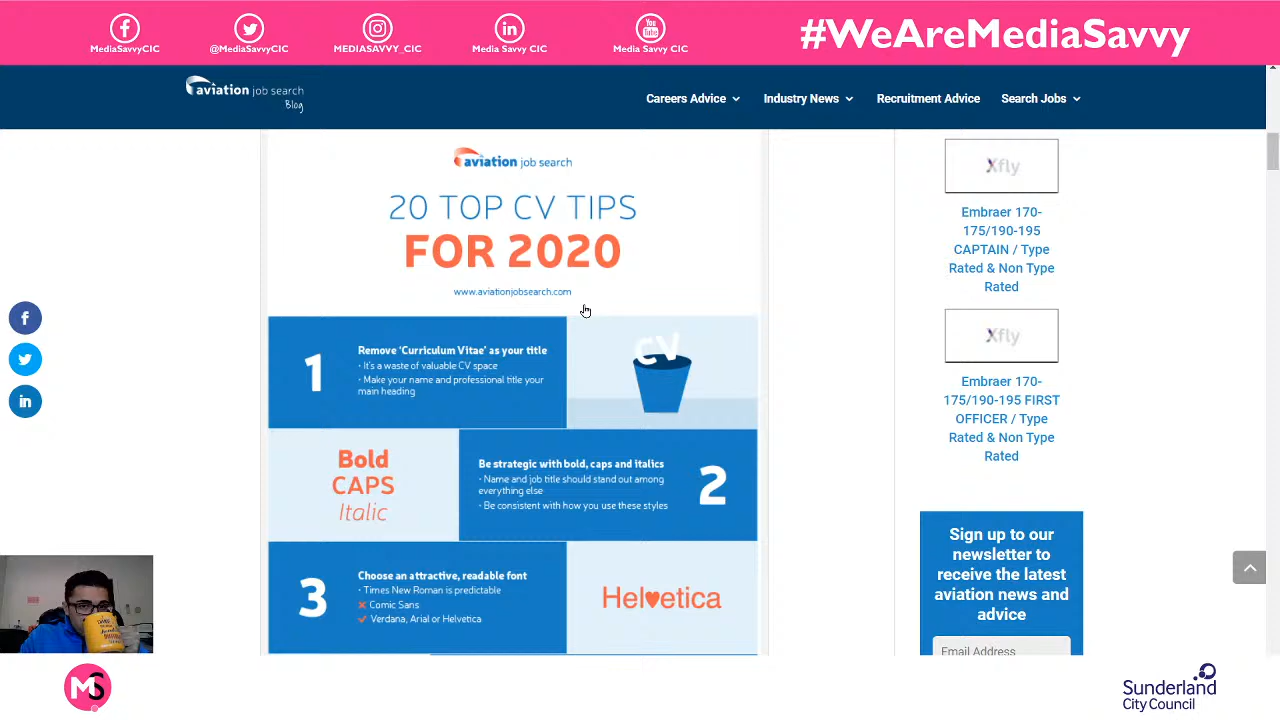 MediaSavvyCIC
@MediaSavvyCIC
MEDIASAVVY_CIC
Media Savvy CIC
You
Tube
Media Savvy CIC
#WeAreMediaSavvy
aviation job search
Blog
Careers Advice
Industry News
Recruitment Advice
Search Jobs
aviation job search
20 TOP CV TIPS
FOR 2020
www.aviationjobsearch.com
1
Remove ‘Curriculum Vitae’ as your title
· It's a waste of valuable CV space
· Make your name and professional title your
main heading
CV
Bold
CAPS
Italic
Be strategic with bold, caps and italics
· Name and job title should stand out among
everything else
· Be consistent with how you use these styles
2
3
Choose an attractive, readable font
· Times New Roman is predictable
Comic Sans
Verdana, Arial or Helvetica
Hel♥etica
Xfly
Embraer 170-
175/190-195
CAPTAIN / Type
Rated & Non Type
Rated
Xfly
Embraer 170-
175/190-195 FIRST
OFFICER / Type
Rated & Non Type
Rated
Sign up to our
newsletter to
receive the latest
aviation news and
advice
Email Address
MS
Sunderland
City Council